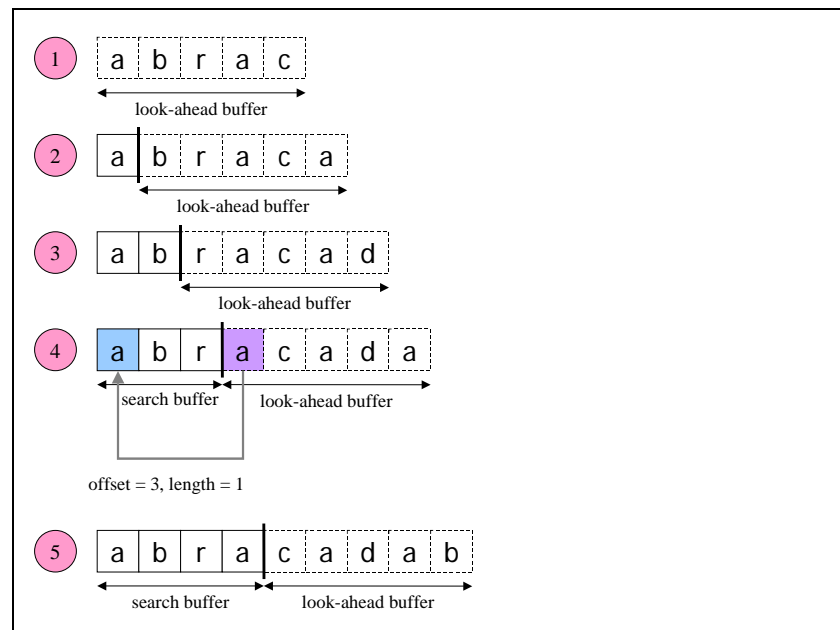 1 a b r a c
look-ahead buffer
2 a b r a c a
look-ahead buffer
3 a b r a c a d
look-ahead buffer
4 a b r a c a d a
search buffer look-ahead buffer
offset = 3, length = 1
5 a b r a c a d a b
search buffer look-ahead buffer